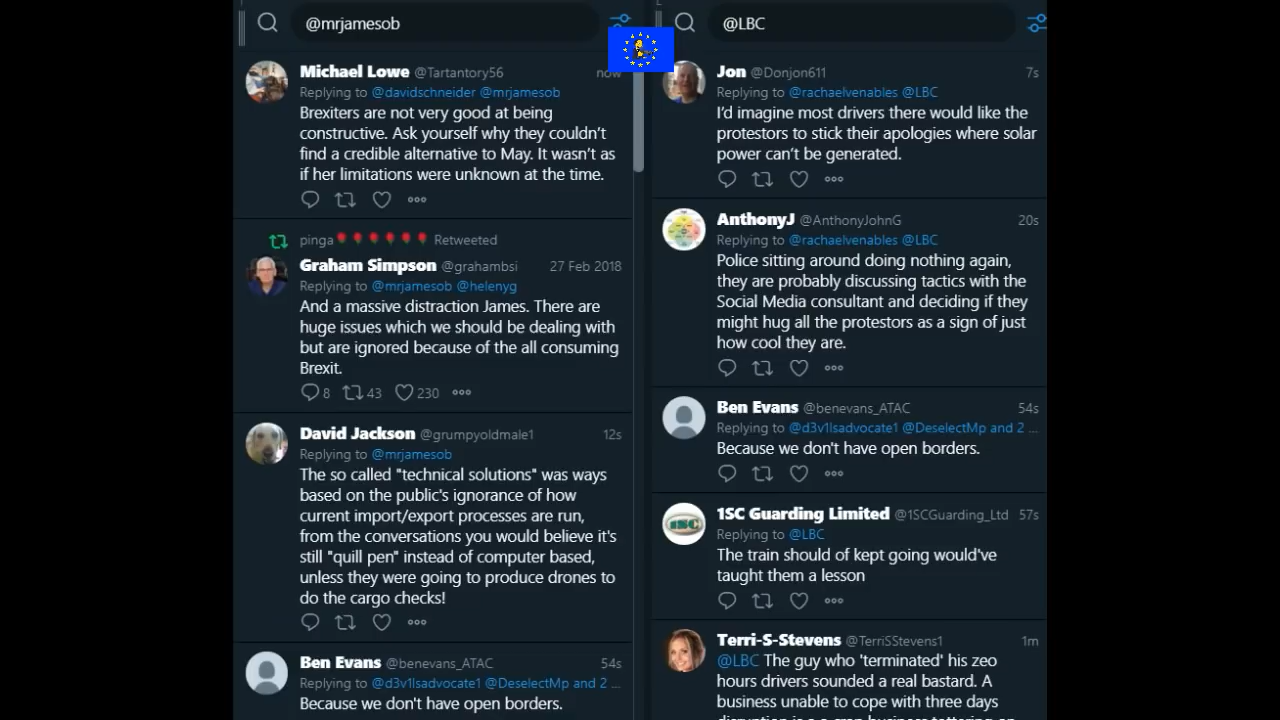 @mrjamesob
Michael Lowe @Tartantory56 now
Replying to @davidschneider @mrjamesob
Brexiters are not very good at being
constructive. Ask yourself why they couldn't
find a credible alternative to May. It wasn't as
if her limitations were unknown at the time.
pinga🌹🌹🌹🌹🌹🌹 Retweeted
Graham Simpson @grahambsi 27 Feb 2018
Replying to @mrjamesob @helenyg
And a massive distraction James. There are
huge issues which we should be dealing with
but are ignored because of the all consuming
Brexit.
8 43 230
David Jackson @grumpyoldmale1 12s
Replying to @mrjamesob
The so called "technical solutions" was ways
based on the public's ignorance of how
current import/export processes are run,
from the conversations you would believe it's
still "quill pen" instead of computer based,
unless they were going to produce drones to
do the cargo checks!
Ben Evans @benevans_ATAC 54s
Replying to @d3v1lsadvocate1 @DeselectMp and 2 ...
Because we don't have open borders.
@LBC
Jon @Donjon611 7s
Replying to @rachaelvenables @LBC
I'd imagine most drivers there would like the
protestors to stick their apologies where solar
power can't be generated.
AnthonyJ @AnthonyJohnG 20s
Replying to @rachaelvenables @LBC
Police sitting around doing nothing again,
they are probably discussing tactics with the
Social Media consultant and deciding if they
might hug all the protestors as a sign of just
how cool they are.
Ben Evans @benevans_ATAC 54s
Replying to @d3v1lsadvocate1 @DeselectMp and 2 ...
Because we don't have open borders.
1SC Guarding Limited @1SCGuarding_Ltd 57s
Replying to @LBC
The train should of kept going would've
taught them a lesson
Terri-S-Stevens @TerriSStevens1 1m
@LBC The guy who 'terminated' his zeo
hours drivers sounded a real bastard. A
business unable to cope with three days